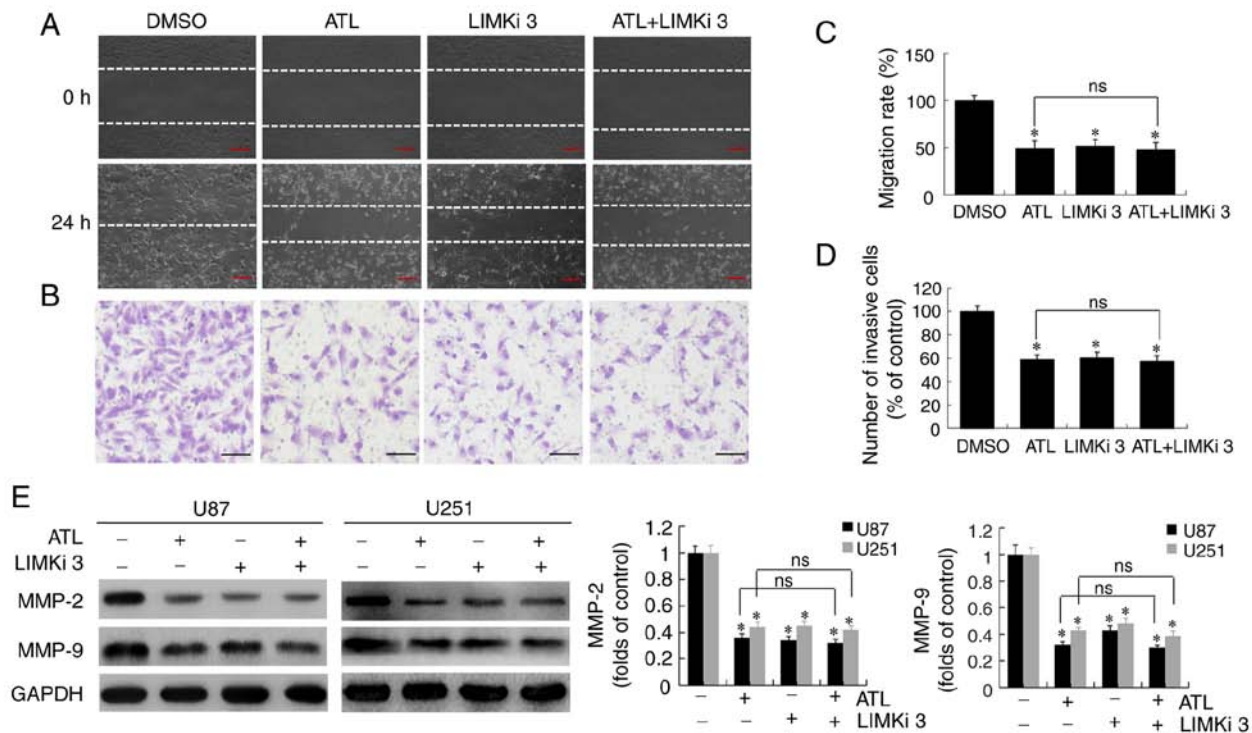 A
DMSO
ATL
LIMKi 3
ATL+LIMKi 3
0 h
24 h
B
C
Migration rate (%)
150
100
50
0
ns
*
*
*
DMSO
ATL
LIMKi 3
ATL+LIMKi 3
D
Number of invasive cells
(% of control)
120
100
80
60
40
20
0
ns
*
*
*
DMSO
ATL
LIMKi 3
ATL+LIMKi 3
E
U87
U251
ATL
– + – +
– + – +
LIMKi 3
– – + +
– – + +
MMP-2
MMP-9
GAPDH
MMP-2
(folds of control)
1.2
1
0.8
0.6
0.4
0.2
0
U87
U251
ns
ns
* * * * * *
– + – + ATL
– – + + LIMKi 3
MMP-9
(folds of control)
1.2
1
0.8
0.6
0.4
0.2
0
U87
U251
ns
ns
* * * * * *
– + – + ATL
– – + + LIMKi 3